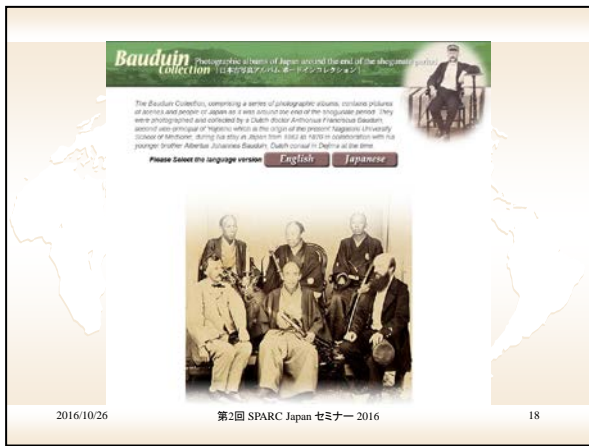 Bauduin Photographic albums of Japan around the end of the shogunate period
Collection [日本古写真アルバム ボードインコレクション]
The Bauduin Collection, comprising a series of photographic albums, contains pictures
of scenes and people of Japan as it was around the end of the shogunate period. They
were photographed and collected by a Dutch doctor Anthonius Franciscus Bauduin,
second vice-principal of which is the origin of the present Nagasaki University
School of Medicine, during his stay in Japan from to 1870 in collaboration with his
younger brother Albertus Johannes Bauduin, Dutch consul in Dejima at the time.
Please Select the language version English Japanese
2016/10/26 第2回 SPARC Japan セミナー 2016 18